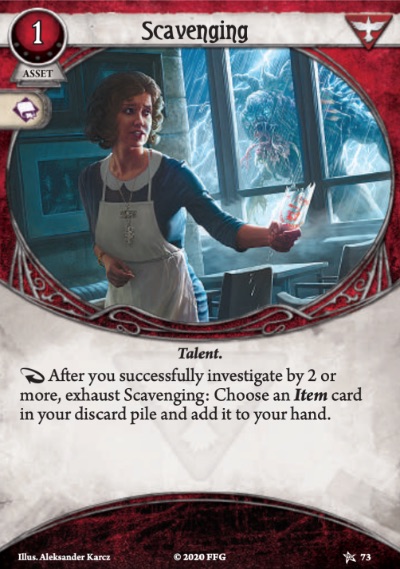 Scavenging
1
ASSET
Talent.
After you successfully investigate by 2 or
more, exhaust Scavenging: Choose an Item card
in your discard pile and add it to your hand.
Illus. Aleksander Karcz
© 2020 FFG
73